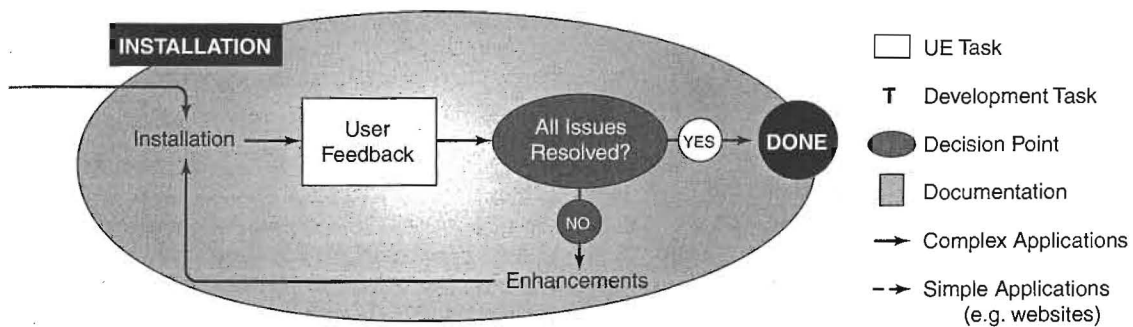 INSTALLATION
Installation
User
Feedback
All Issues
Resolved?
YES
DONE
NO
Enhancements
UE Task
T Development Task
Decision Point
Documentation
Complex Applications
Simple Applications
(e.g. websites)